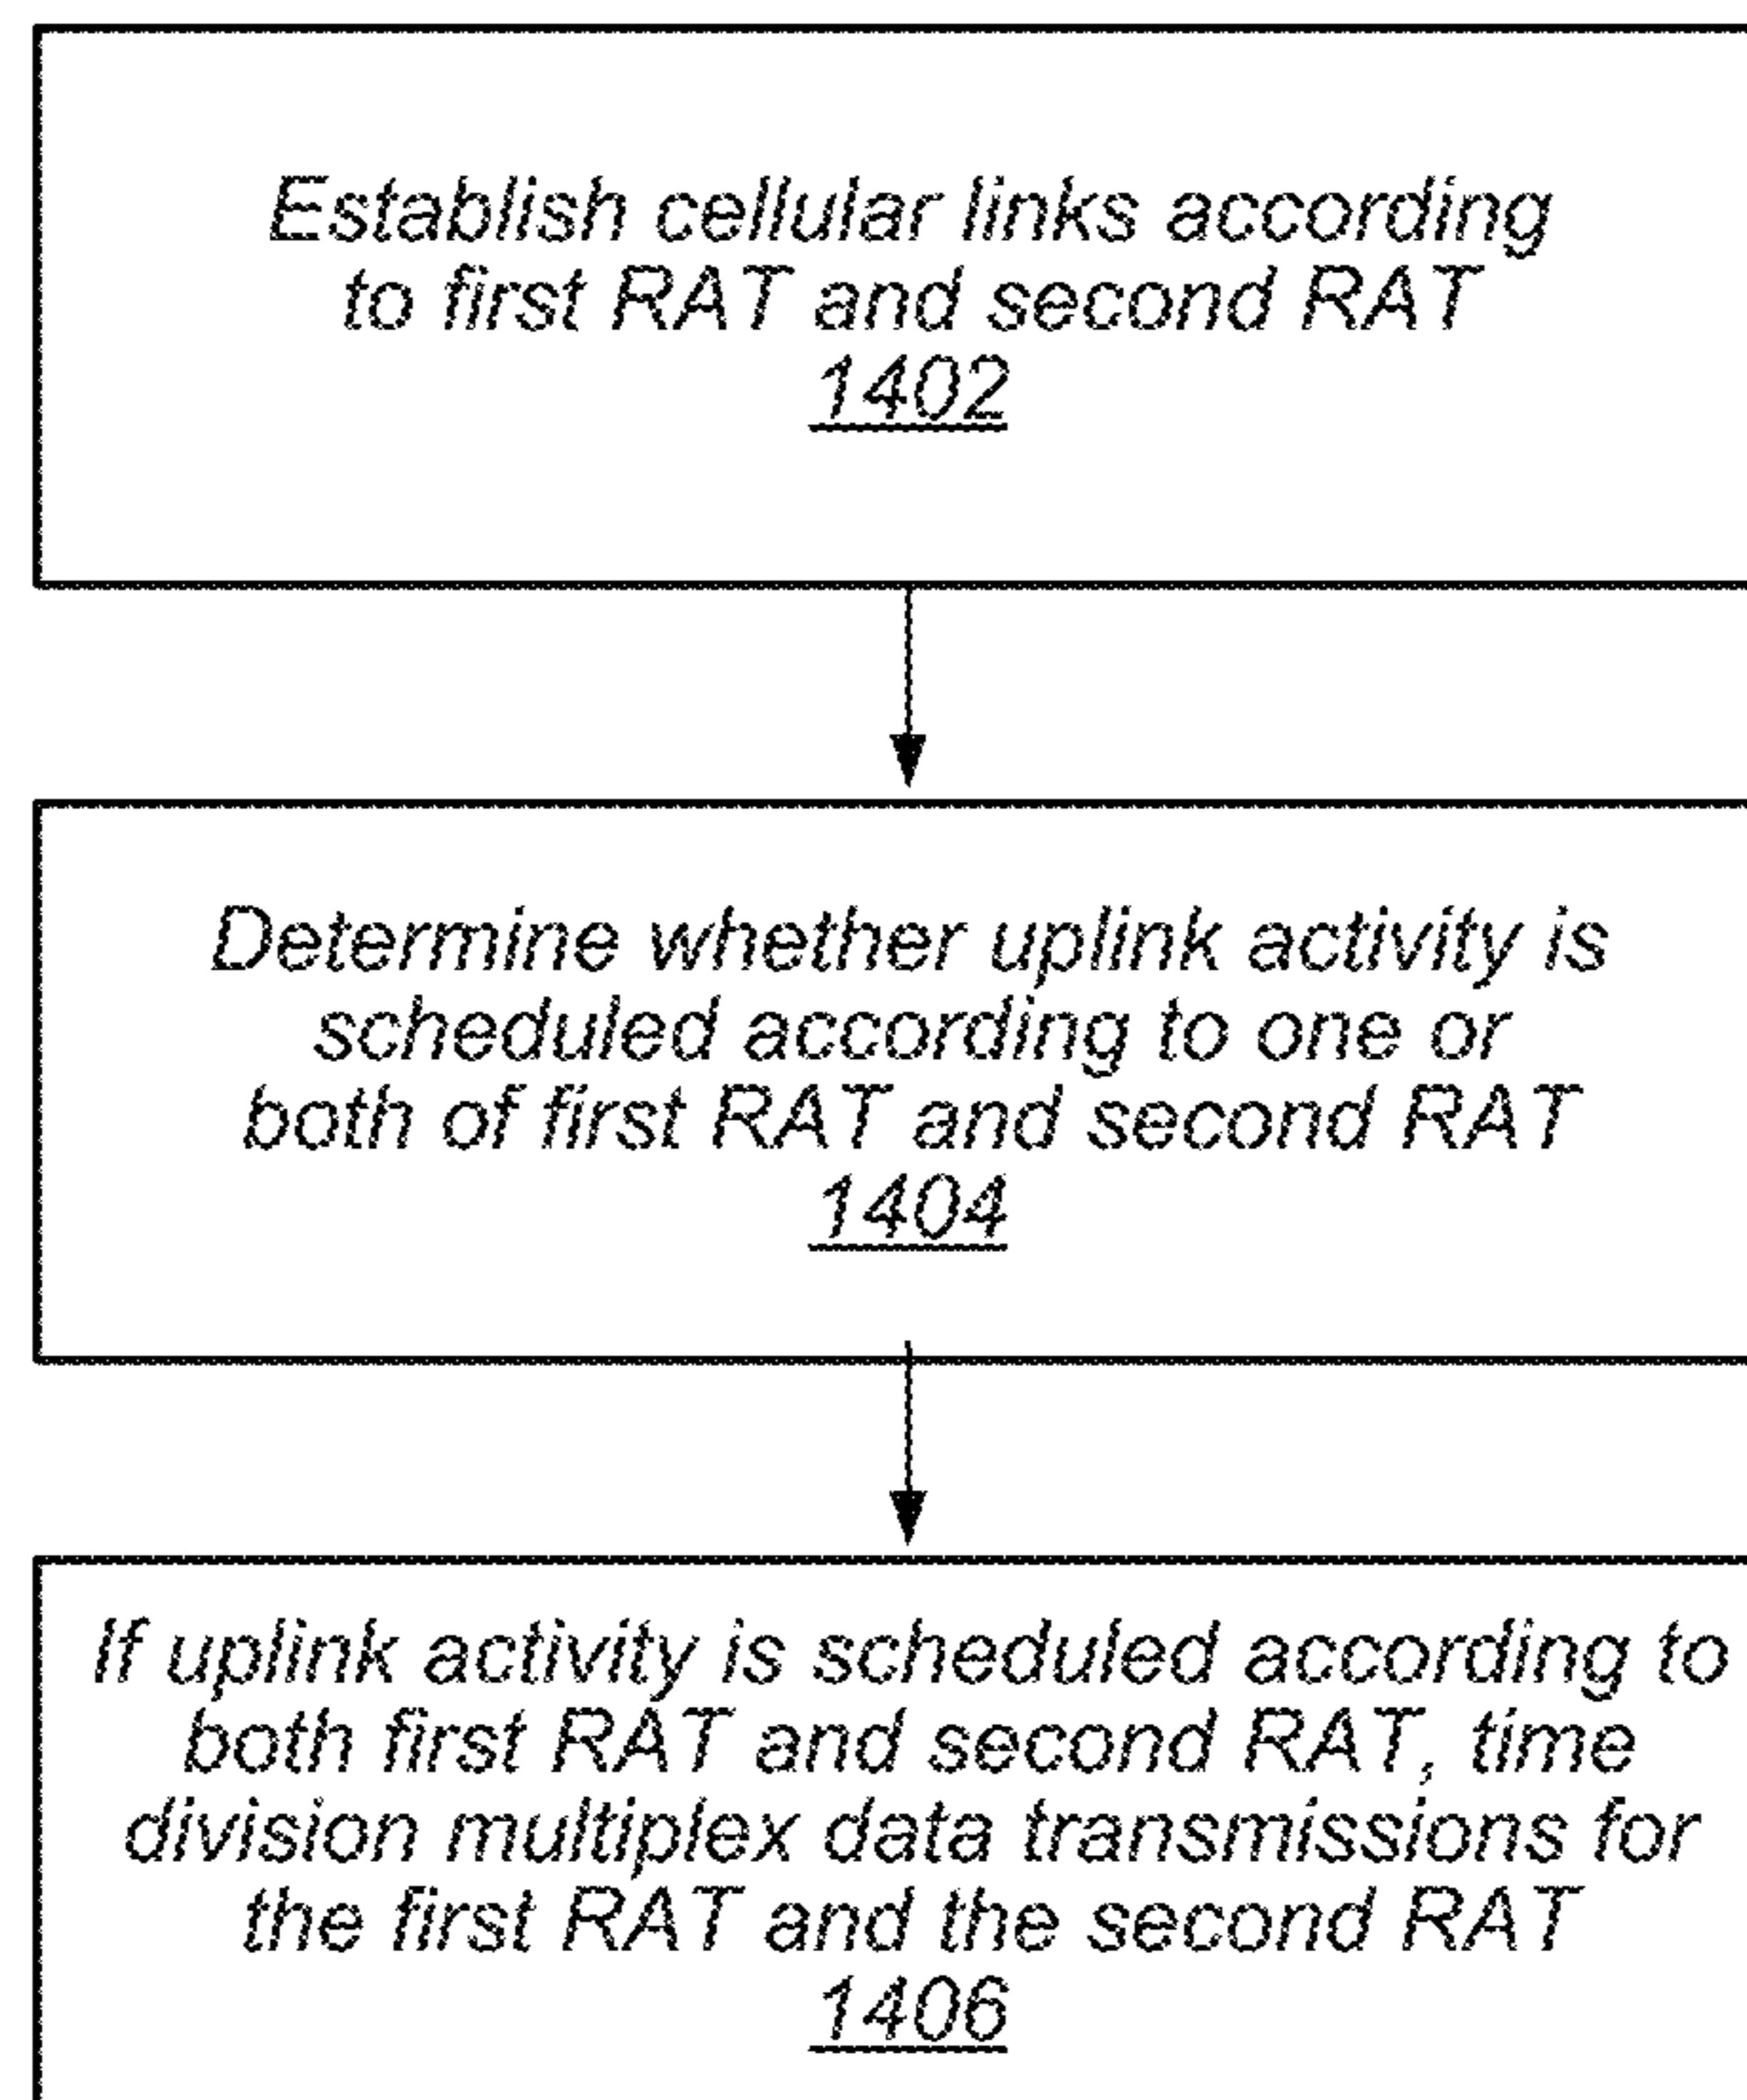 Establish cellular links according
to first RAT and second RAT
1402
Determine whether uplink activity is
scheduled according to one or
both of first RAT and second RAT
1404
If uplink activity is scheduled according to
both first RAT and second RAT, time
division multiplex data transmissions for
the first RAT and the second RAT
1406